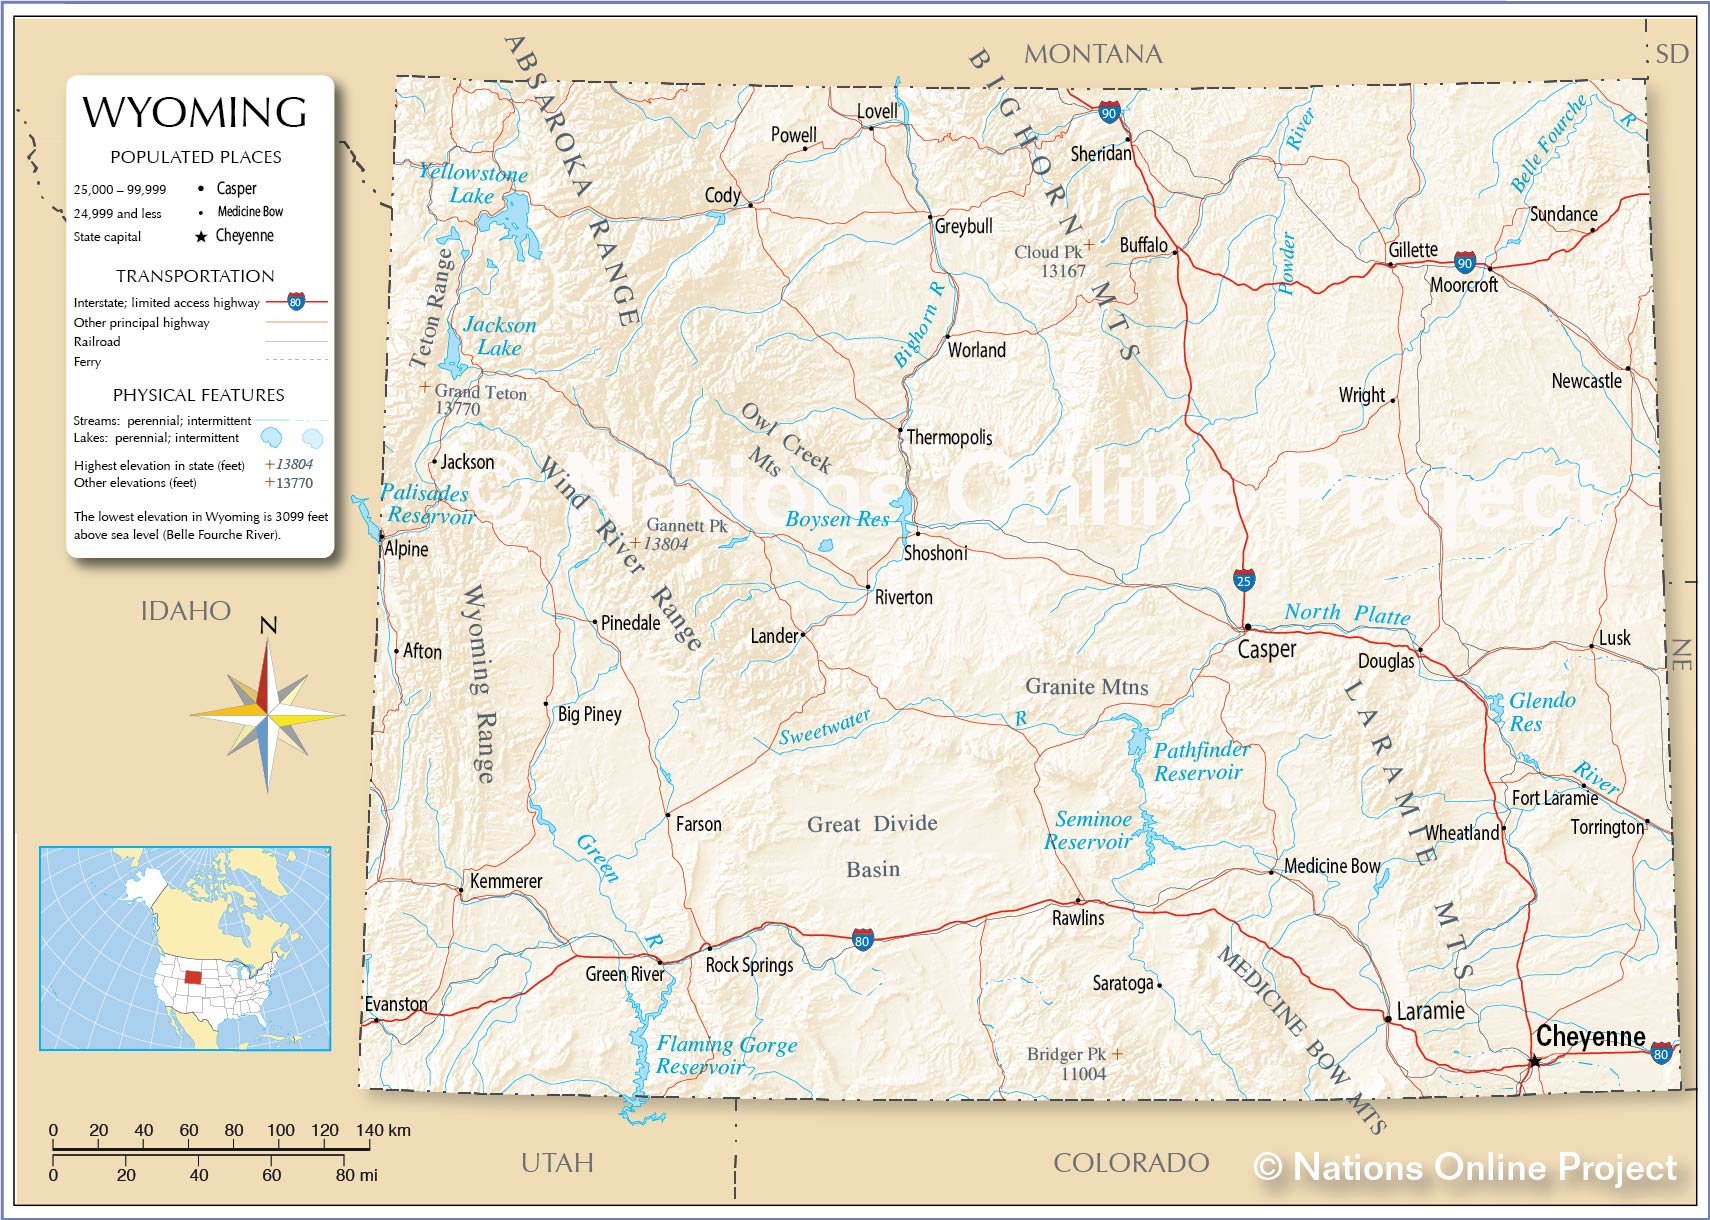 WYOMING
POPULATED PLACES
25,000 – 99,999 Casper
24,999 and less Medicine Bow
State capital Cheyenne
TRANSPORTATION
Interstate; limited access highway 80
Other principal highway
Railroad
Ferry
PHYSICAL FEATURES
Streams: perennial; intermittent
Lakes: perennial; intermittent
Highest elevation in state (feet) +13804
Other elevations (feet) +13770
The lowest elevation in Wyoming is 3099 feet
above sea level (Belle Fourche River).
MONTANA
SD
IDAHO
N
NE
UTAH
COLORADO
ABSAROKA RANGE
BIGHORN MTS
90
Lovell
Powell
Sheridan
River
Belle Fourche
R
Yellowstone
Lake
Cody
Greybull
Sundance
Cloud Pk
13167
Buffalo
Powder
Gillette
90
Moorcroft
Teton Range
Jackson
Lake
Bighorn R
Worland
Grand Teton
13770
Wright
Newcastle
Owl Creek
Mts
Thermopolis
Jackson
© Nations Online Project
Palisades
Reservoir
Wind River Range
Gannett Pk
13804
Boysen Res
Shoshoni
Alpine
25
Riverton
Wyoming Range
Pinedale
Lander
North Platte
Casper
Douglas
Lusk
Afton
Granite Mtns
LARAMIE MTS
Glendo
Res
Big Piney
Sweetwater
R
Pathfinder
Reservoir
River
Fort Laramie
Torrington
Wheatland
Farson
Great Divide
Basin
Seminoe
Reservoir
Green
R
Medicine Bow
Kemmerer
Rawlins
80
Green River
Rock Springs
Saratoga
MEDICINE BOW MTS
Evanston
Laramie
Cheyenne
80
Flaming Gorge
Reservoir
Bridger Pk
11004
0 20 40 60 80 100 120 140 km
0 20 40 60 80 mi
© Nations Online Project